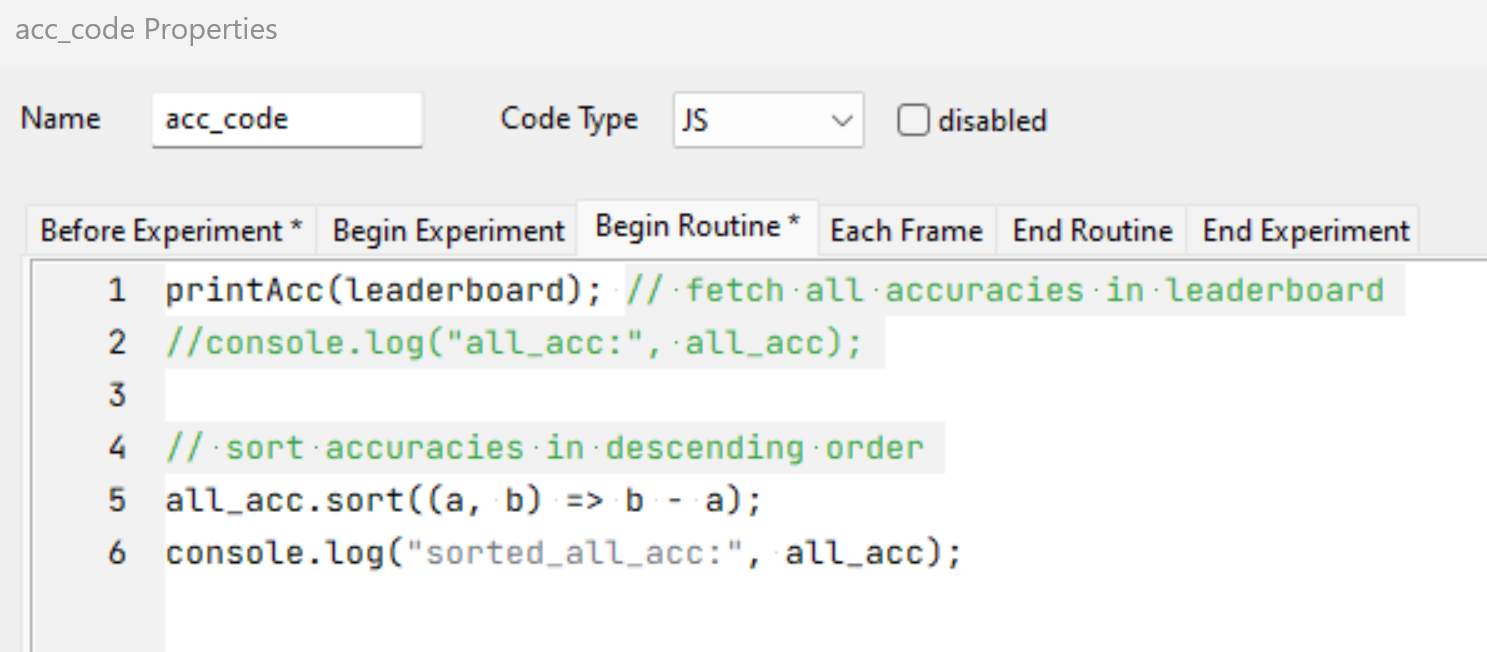 acc_code Properties
Name acc_code Code Type JS disabled
Before Experiment * Begin Experiment Begin Routine * Each Frame End Routine End Experiment
1 printAcc(leaderboard); // fetch all accuracies in leaderboard
2 //console.log("all_acc:", all_acc);
3
4 // sort accuracies in descending order
5 all_acc.sort((a, b) => b - a);
6 console.log("sorted_all_acc:", all_acc);